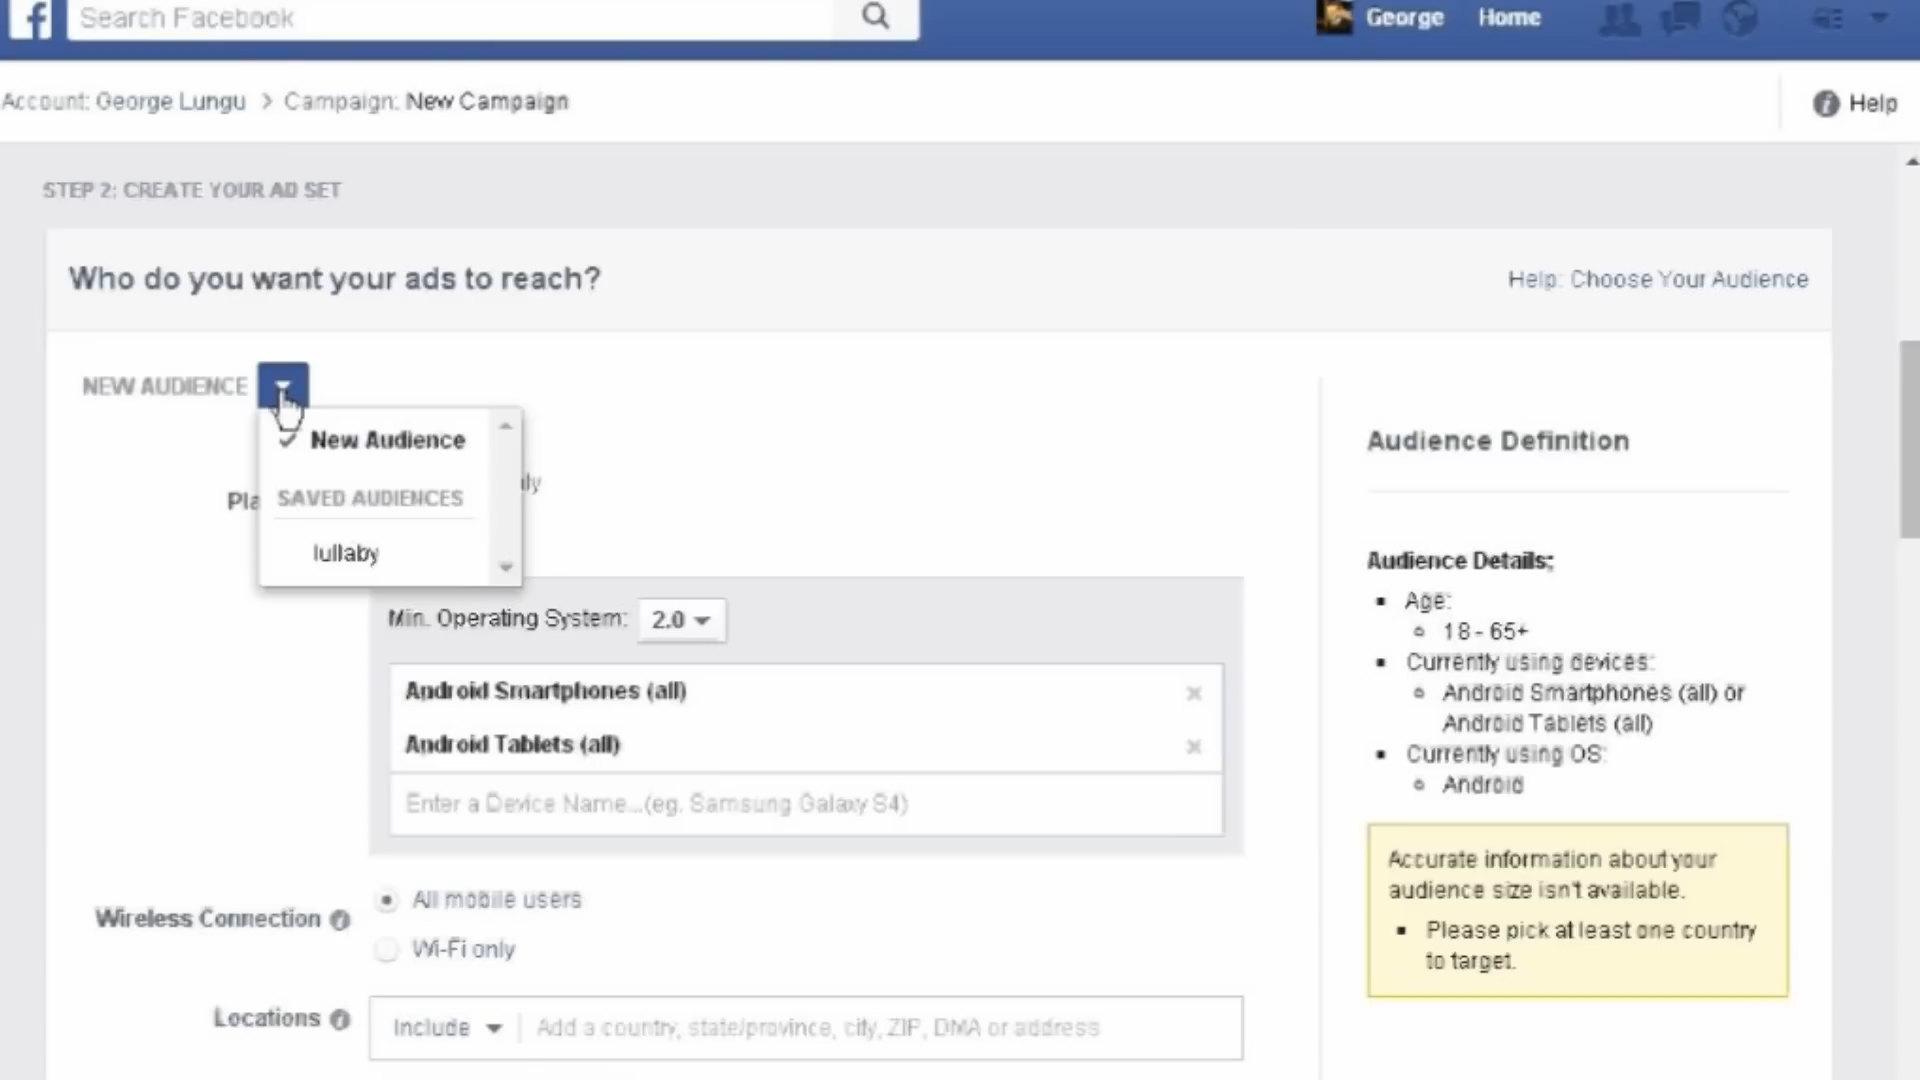 Search Facebook
George
Home
Account: George Lungu > Campaign: New Campaign
Help
STEP 2: CREATE YOUR AD SET
Who do you want your ads to reach?
Help: Choose Your Audience
NEW AUDIENCE
New Audience
SAVED AUDIENCES
lullaby
Min. Operating System: 2.0
Android Smartphones (all)
Android Tablets (all)
Enter a Device Name...(eg. Samsung Galaxy S4)
Wireless Connection
All mobile users
Wi-Fi only
Locations
Include
Add a country, state/province, city, ZIP, DMA or address
Audience Definition
Audience Details:
Age:
18 - 65+
Currently using devices:
Android Smartphones (all) or
Android Tablets (all)
Currently using OS:
Android
Accurate information about your
audience size isn't available.
Please pick at least one country
to target.